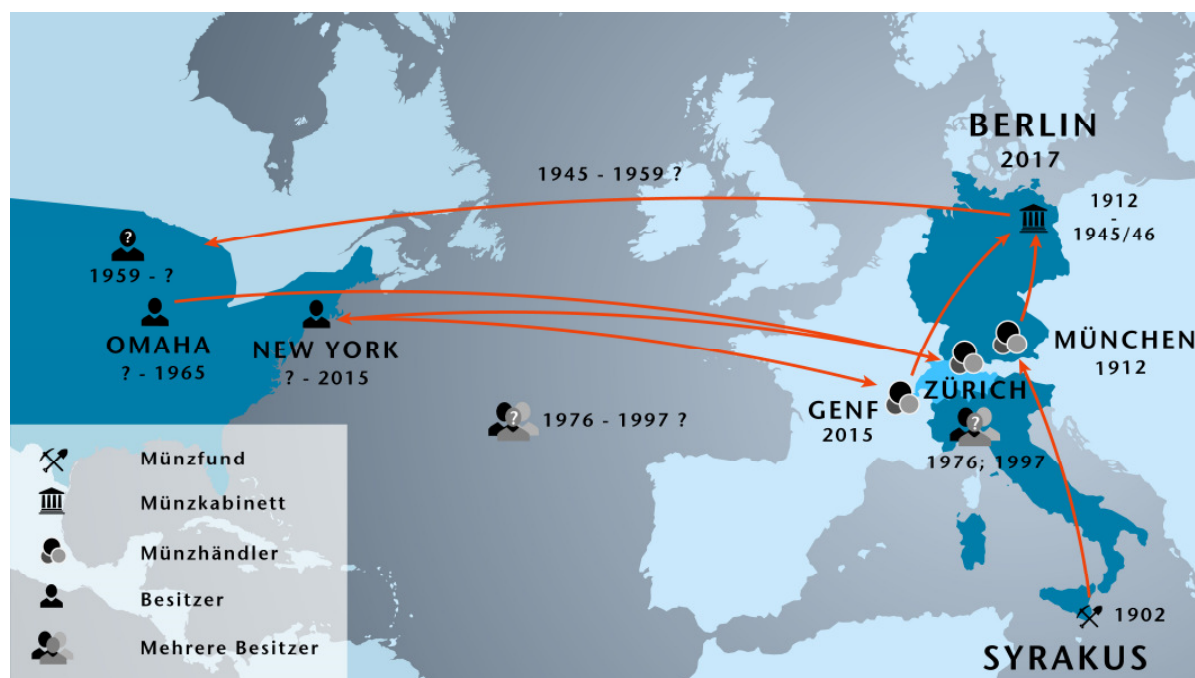 BERLIN
2017
1945 - 1959 ?
1912
-
1945/46
?
1959 - ?
OMAHA
? - 1965
NEW YORK
? - 2015
MÜNCHEN
1912
ZÜRICH
GENF
2015
?
1976 - 1997 ?
?
1976; 1997
Münzfund
Münzkabinett
Münzhändler
Besitzer
Mehrere Besitzer
1902
SYRAKUS